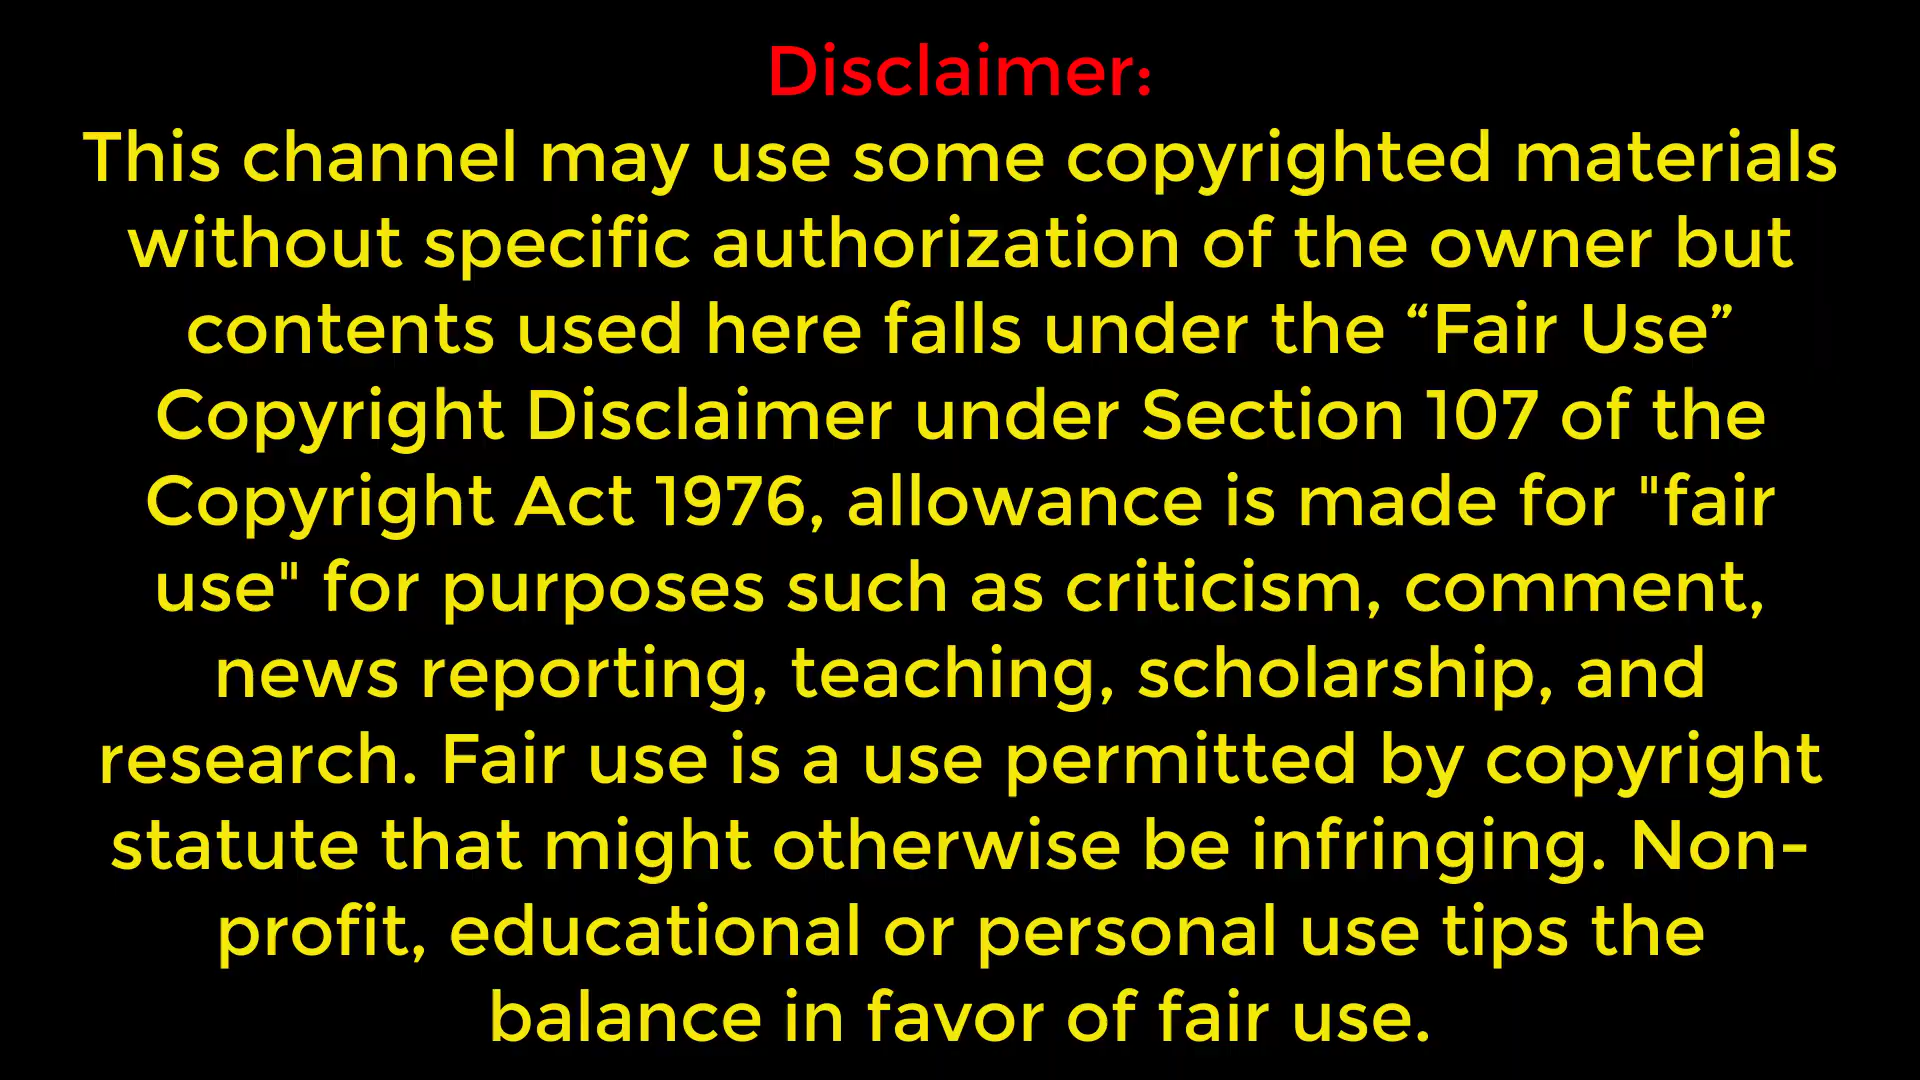 Disclaimer:
This channel may use some copyrighted materials
without specific authorization of the owner but
contents used here falls under the “Fair Use”
Copyright Disclaimer under Section 107 of the
Copyright Act 1976, allowance is made for "fair
use" for purposes such as criticism, comment,
news reporting, teaching, scholarship, and
research. Fair use is a use permitted by copyright
statute that might otherwise be infringing. Non-
profit, educational or personal use tips the
balance in favor of fair use.